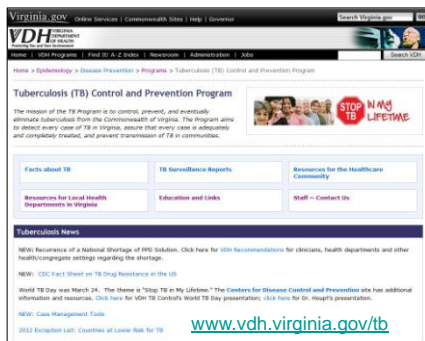 Virginia.gov Online Services | Commonwealth Sites | Help | Governor
Search Virginia.gov
VDH VIRGINIA DEPARTMENT OF HEALTH
Protecting You and Your Environment
Home | VDH Programs | Find It! A-Z Index | Newsroom | Administration | Jobs
Search VDH
Home > Epidemiology > Disease Prevention > Programs > Tuberculosis (TB) Control and Prevention Program
Tuberculosis (TB) Control and Prevention Program
The mission of the TB Program is to control, prevent, and eventually
eliminate tuberculosis from the Commonwealth of Virginia. The Program aims
to detect every case of TB in Virginia, assure that every case is adequately
and completely treated, and prevent transmission of TB in communities.
STOP TB IN MY LIFETIME
Facts about TB
TB Surveillance Reports
Resources for the Healthcare
Community
Resources for Local Health
Departments in Virginia
Education and Links
Staff ~ Contact Us
Tuberculosis News
NEW: Recurrence of a National Shortage of PPD Solution. Click here for VDH Recommendations for clinicians, health departments and other
health/congregate settings regarding the shortage.
NEW: CDC Fact Sheet on TB Drug Resistance in the US
World TB Day was March 24. The theme is "Stop TB in My Lifetime." The Centers for Disease Control and Prevention site has additional
information and resources. Click here for VDH TB Control's World TB Day presentation; click here for Dr. Houpt's presentation.
NEW: Case Management Tools
2012 Exception List: Countries at Lower Risk for TB
www.vdh.virginia.gov/tb